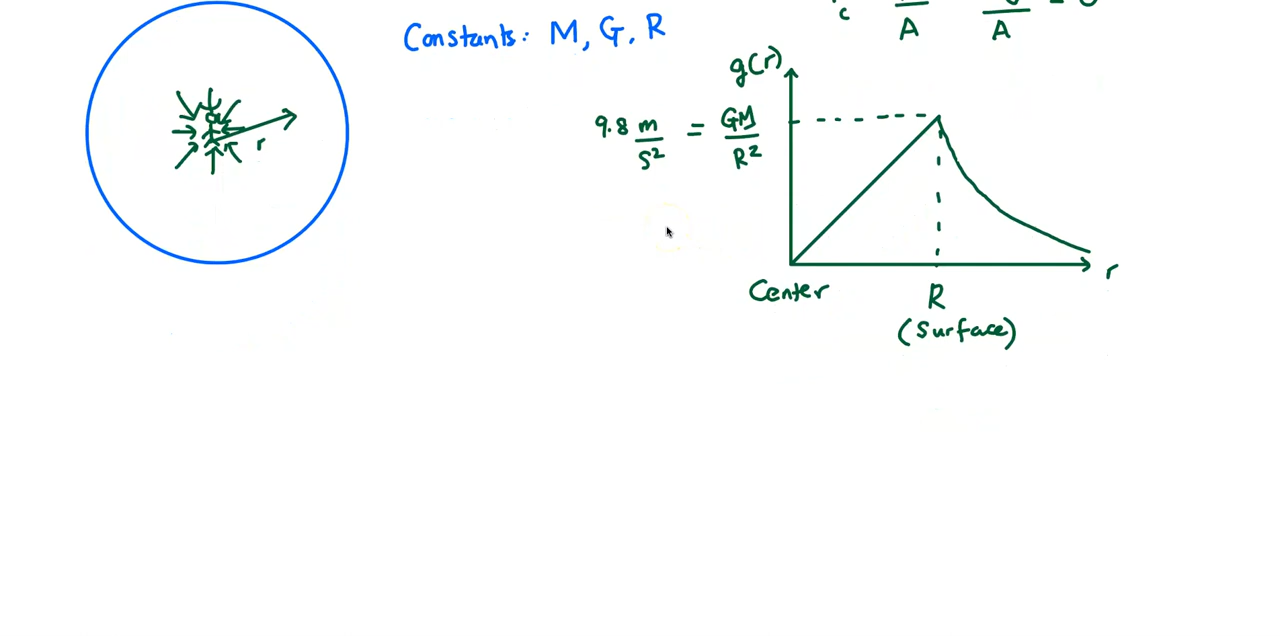 Constants: M, G, R
c
A
A
g(r)
9.8 m/s² = GM/R²
r
r
Center
R
(Surface)